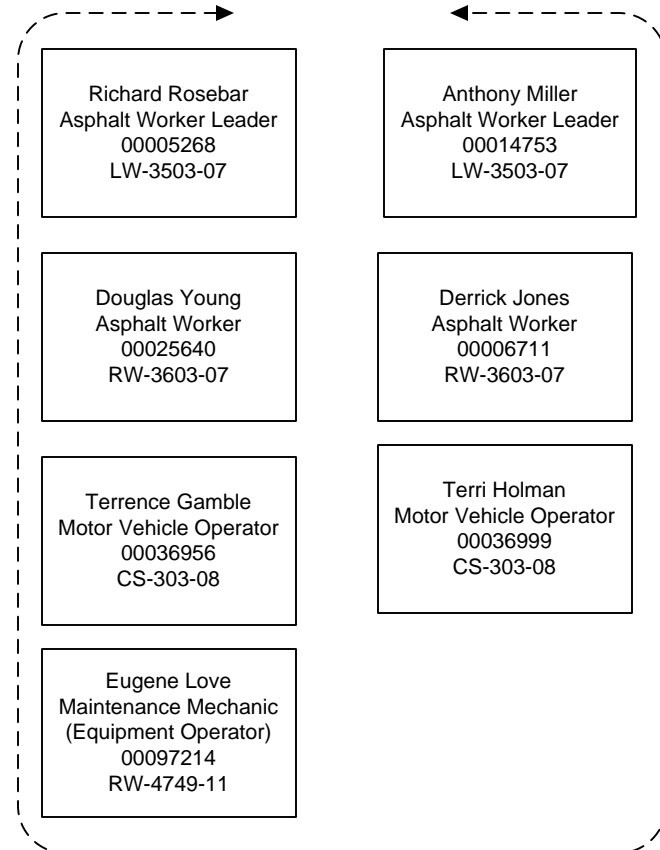 Richard Rosebar
Asphalt Worker Leader
00005268
LW-3503-07
Anthony Miller
Asphalt Worker Leader
00014753
LW-3503-07
Douglas Young
Asphalt Worker
00025640
RW-3603-07
Derrick Jones
Asphalt Worker
00006711
RW-3603-07
Terrence Gamble
Motor Vehicle Operator
00036956
CS-303-08
Terri Holman
Motor Vehicle Operator
00036999
CS-303-08
Eugene Love
Maintenance Mechanic
(Equipment Operator)
00097214
RW-4749-11